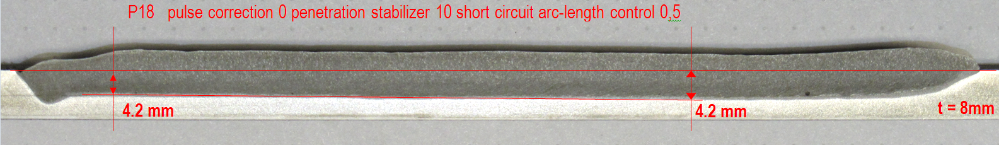 P18 pulse correction 0 penetration stabilizer 10 short circuit arc-length control 0,5
4.2 mm
4.2 mm
t = 8mm